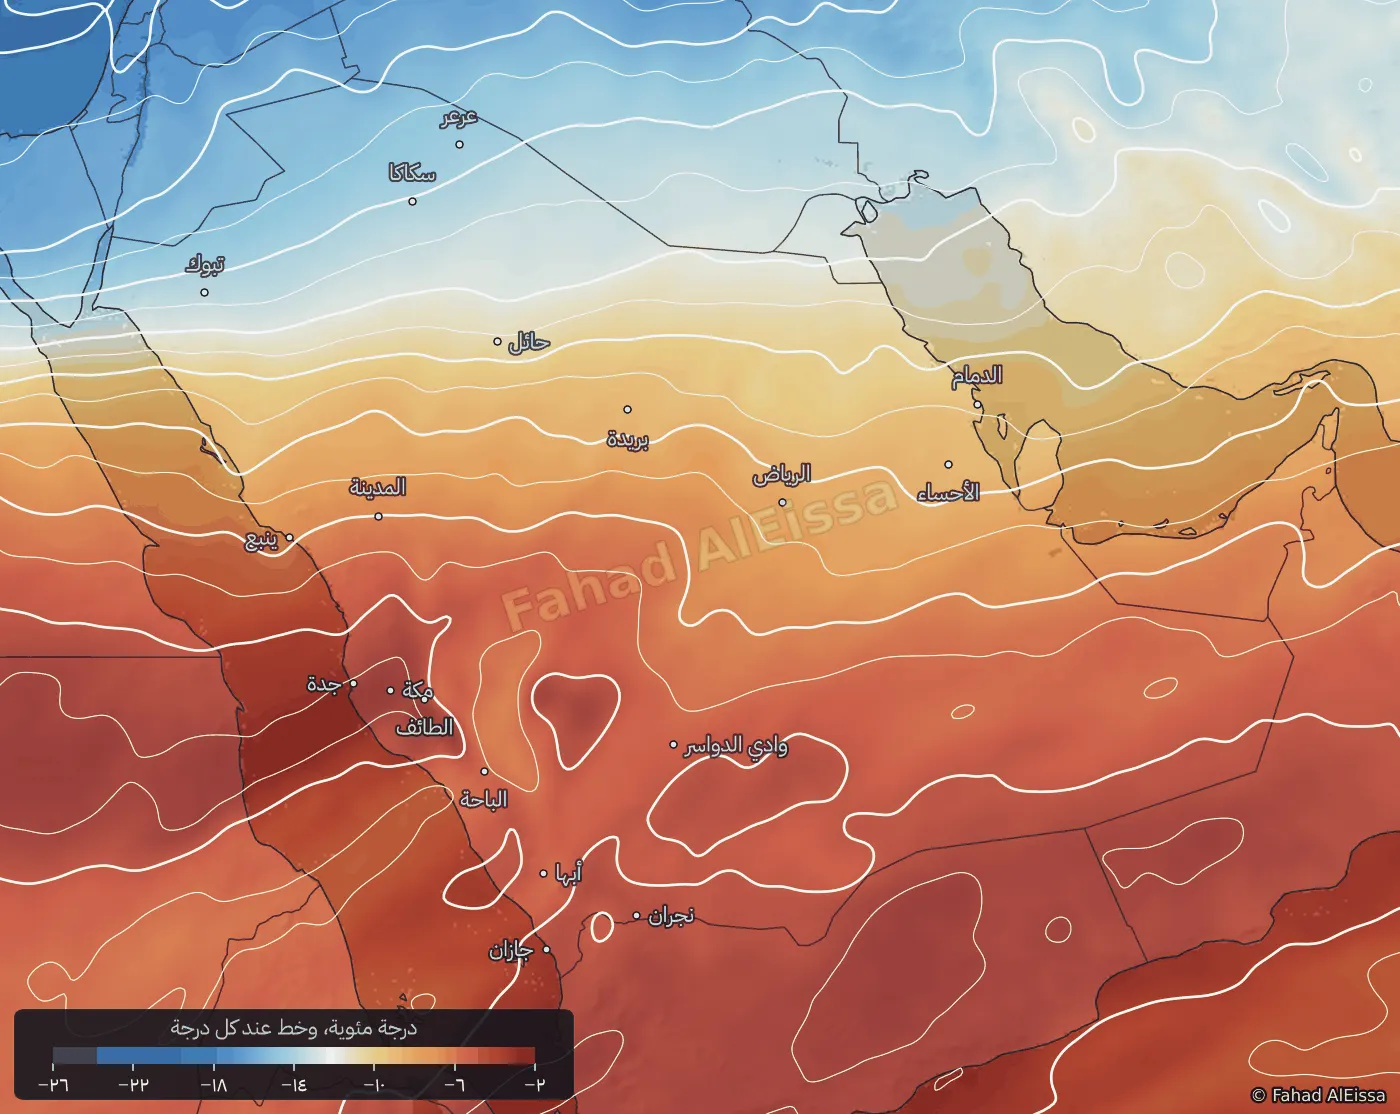 عرعر
سكاكا
تبوك
حائل
الدمام
بريدة
الرياض
الأحساء
المدينة
ينبع
Fahad AlEissa
جدة
مكة
الطائف
وادي الدواسر
الباحة
أبها
نجران
جازان
درجة مئوية، وخط عند كل درجة
−٢٦ −٢٢ −١٨ −١٤ −١٠ −٦ −٢
© Fahad AlEissa